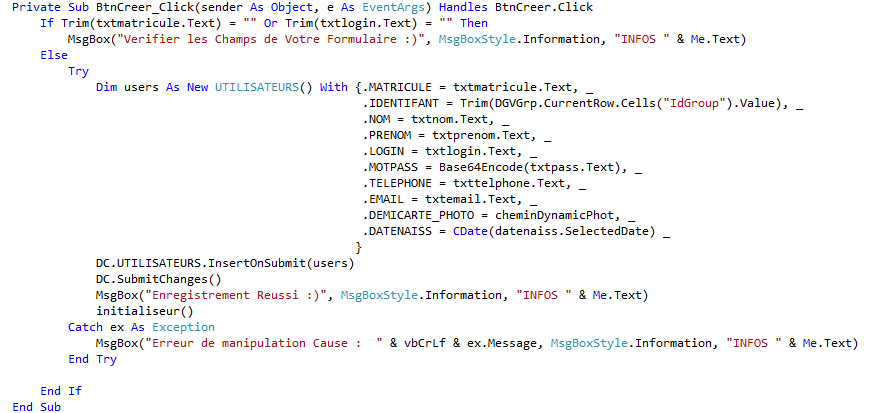 Private Sub BtnCreer_Click(sender As Object, e As EventArgs) Handles BtnCreer.Click
If Trim(txtmatricule.Text) = "" Or Trim(txtlogin.Text) = "" Then
MsgBox("Verifier les Champs de Votre Formulaire :)", MsgBoxStyle.Information, "INFOS " & Me.Text)
Else
Try
Dim users As New UTILISATEURS() With {.MATRICULE = txtmatricule.Text, _
.IDENTIFANT = Trim(DGVGrp.CurrentRow.Cells("IdGroup").Value), _
.NOM = txtnom.Text, _
.PRENOM = txtprenom.Text, _
.LOGIN = txtlogin.Text, _
.MOTPASS = Base64Encode(txtpass.Text), _
.TELEPHONE = txttelphone.Text, _
.EMAIL = txtemail.Text, _
.DEMICARTE_PHOTO = cheminDynamicPhot, _
.DATENAISS = CDate(datenaiss.SelectedDate) _
}
DC.UTILISATEURS.InsertOnSubmit(users)
DC.SubmitChanges()
MsgBox("Enregistrement Reussi :)", MsgBoxStyle.Information, "INFOS " & Me.Text)
initialiseur()
Catch ex As Exception
MsgBox("Erreur de manipulation Cause :  " & vbCrLf & ex.Message, MsgBoxStyle.Information, "INFOS " & Me.Text)
End Try
End If
End Sub